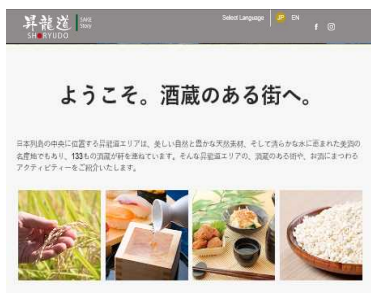 昇龍道 SAKE
SHORYUDO Story
Select Language JP EN
ようこそ。酒蔵のある街へ。
日本列島の中央に位置する昇龍道エリアは、美しい自然と豊かな天然素材、そして清らかな水に恵まれた美酒の
名産地でもあり、133もの酒蔵が軒を連ねています。そんな昇龍道エリアの、酒蔵のある街や、お酒にまつわる
アクティビティーをご紹介いたします。